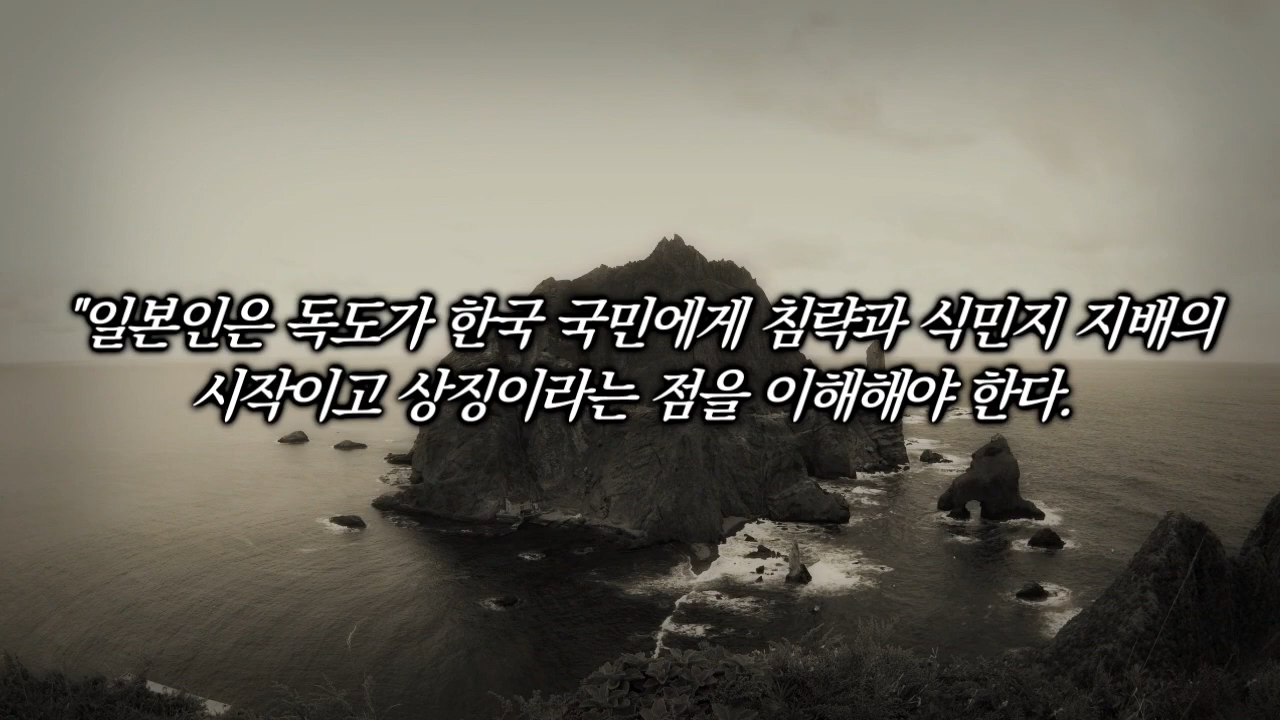 "일본인은 독도가 한국 국민에게 침략과 식민지 지배의
시작이고 상징이라는 점을 이해해야 한다.